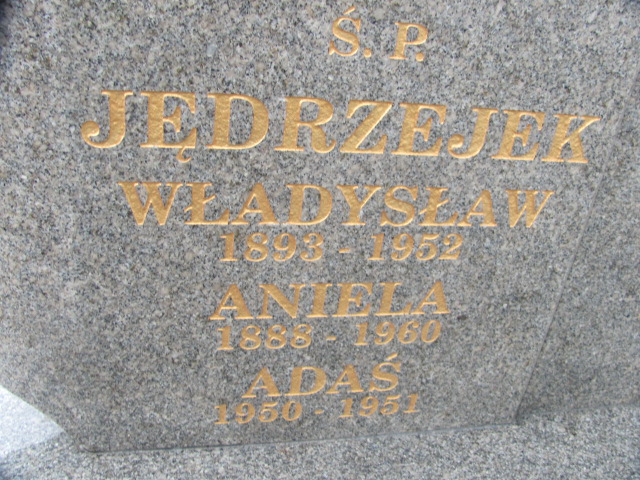 Ś. P.
JĘDRZEJEK
WŁADYSŁAW
1893 - 1952
ANIELA
1888 - 1960
ADAŚ
1950 - 1951